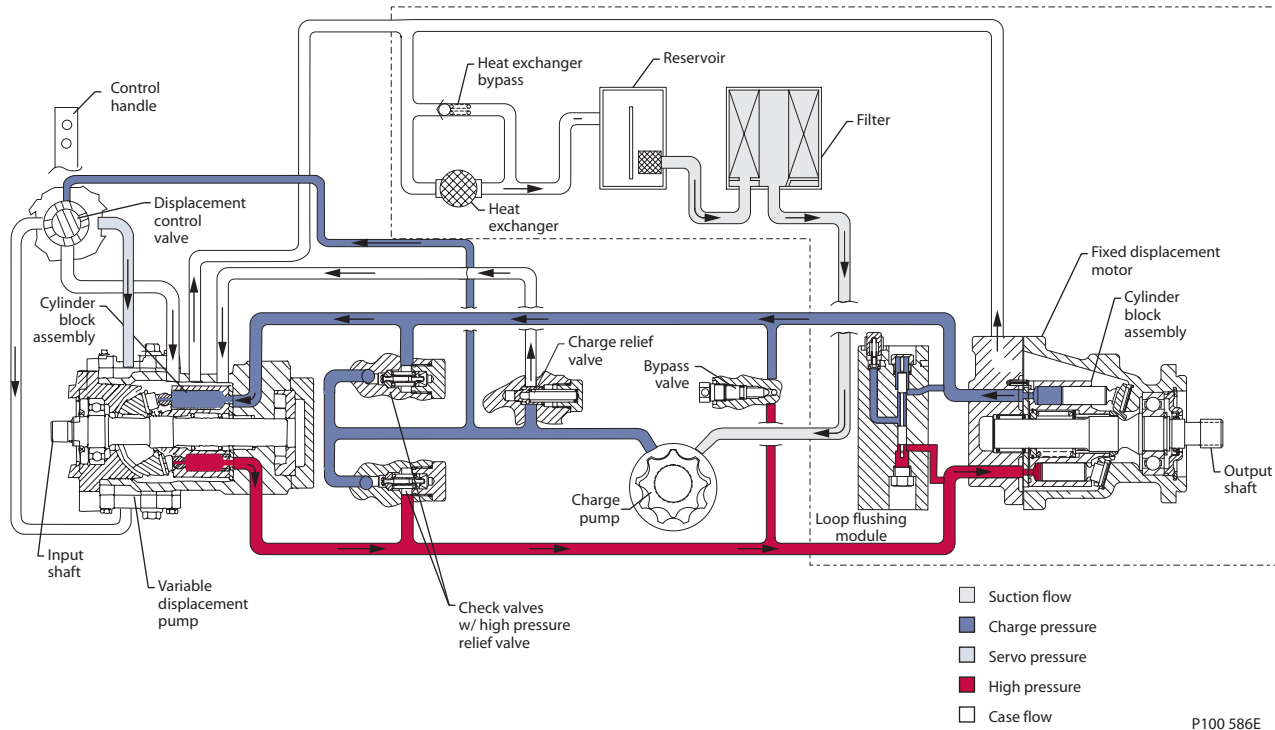 Control
handle
Heat exchanger
bypass
Reservoir
Filter
Displacement
control
valve
Heat
exchanger
Fixed displacement
motor
Cylinder
block
assembly
Cylinder
block
assembly
Charge relief
valve
Bypass
valve
Charge
pump
Loop flushing
module
Output
shaft
Input
shaft
Variable
displacement
pump
Check valves
w/ high pressure
relief valve
Suction flow
Charge pressure
Servo pressure
High pressure
Case flow
P100 586E